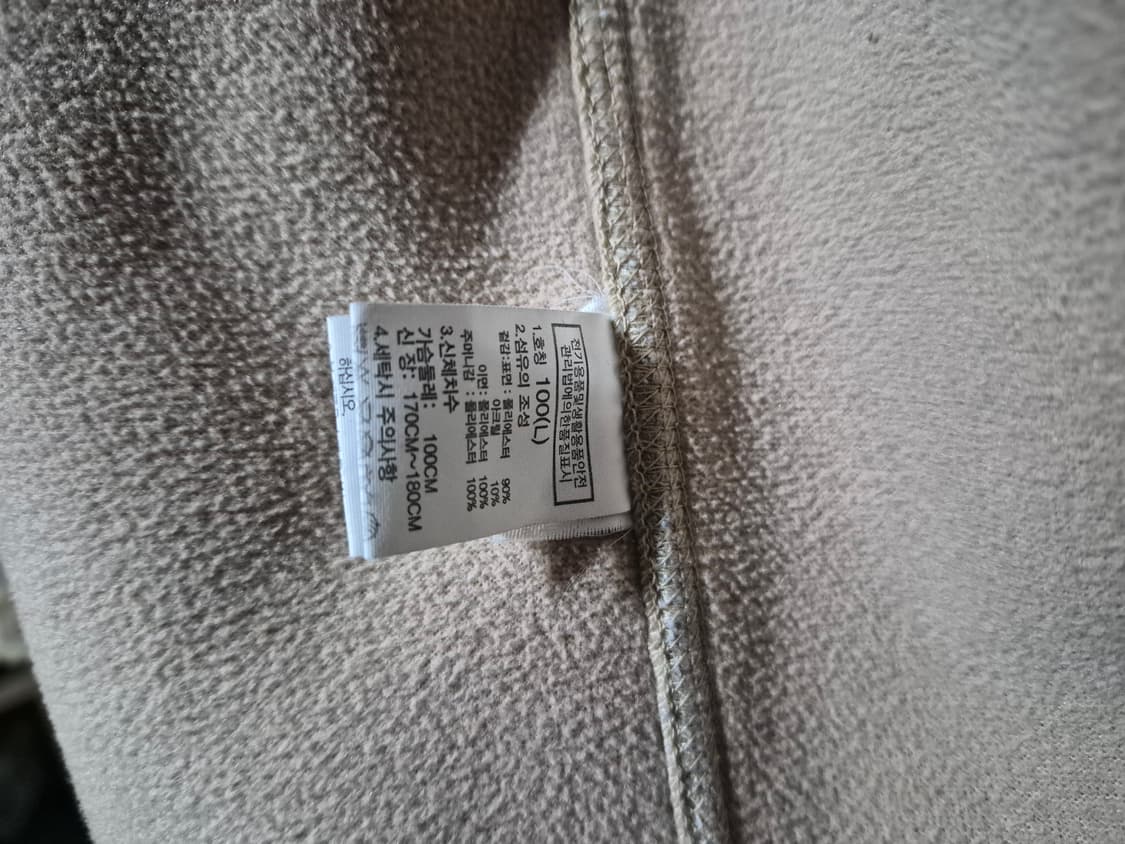 전기용품및생활용품안전
관리법에의한품질표시
1.호칭 100(L)
2.섬유의 조성
겉감:표면 : 폴리에스터 90%
아크릴 10%
이면 : 폴리에스터 100%
주머니감 : 폴리에스터 100%
3.신체치수
가슴둘레: 100CM
신 장: 170CM~180CM
4.세탁시 주의사항
하십시오.